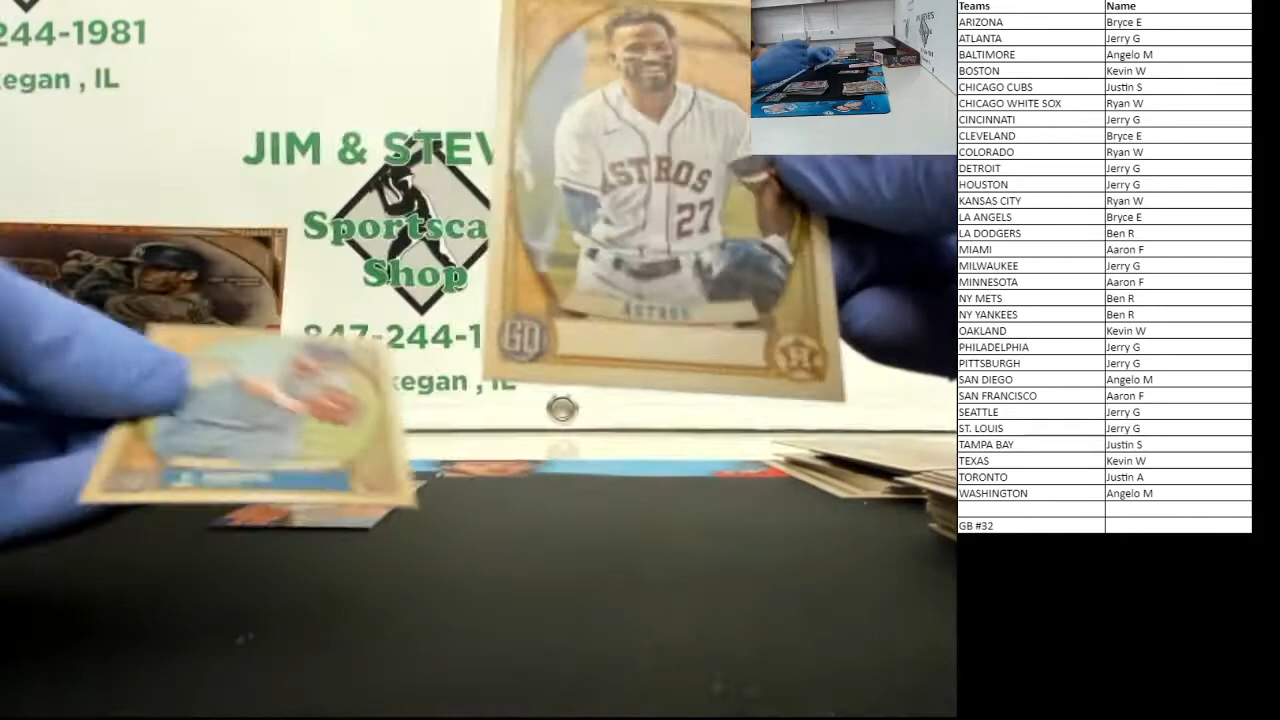 244-1981
egan , IL
JIM & STEV
Sportsca
Shop
847-244-1
kegan , IL
ASTROS
27
ASTROS
GQ
H
Teams Name
ARIZONA Bryce E
ATLANTA Jerry G
BALTIMORE Angelo M
BOSTON Kevin W
CHICAGO CUBS Justin S
CHICAGO WHITE SOX Ryan W
CINCINNATI Jerry G
CLEVELAND Bryce E
COLORADO Ryan W
DETROIT Jerry G
HOUSTON Jerry G
KANSAS CITY Ryan W
LA ANGELS Bryce E
LA DODGERS Ben R
MIAMI Aaron F
MILWAUKEE Jerry G
MINNESOTA Aaron F
NY METS Ben R
NY YANKEES Ben R
OAKLAND Kevin W
PHILADELPHIA Jerry G
PITTSBURGH Jerry G
SAN DIEGO Angelo M
SAN FRANCISCO Aaron F
SEATTLE Jerry G
ST. LOUIS Jerry G
TAMPA BAY Justin S
TEXAS Kevin W
TORONTO Justin A
WASHINGTON Angelo M
GB #32